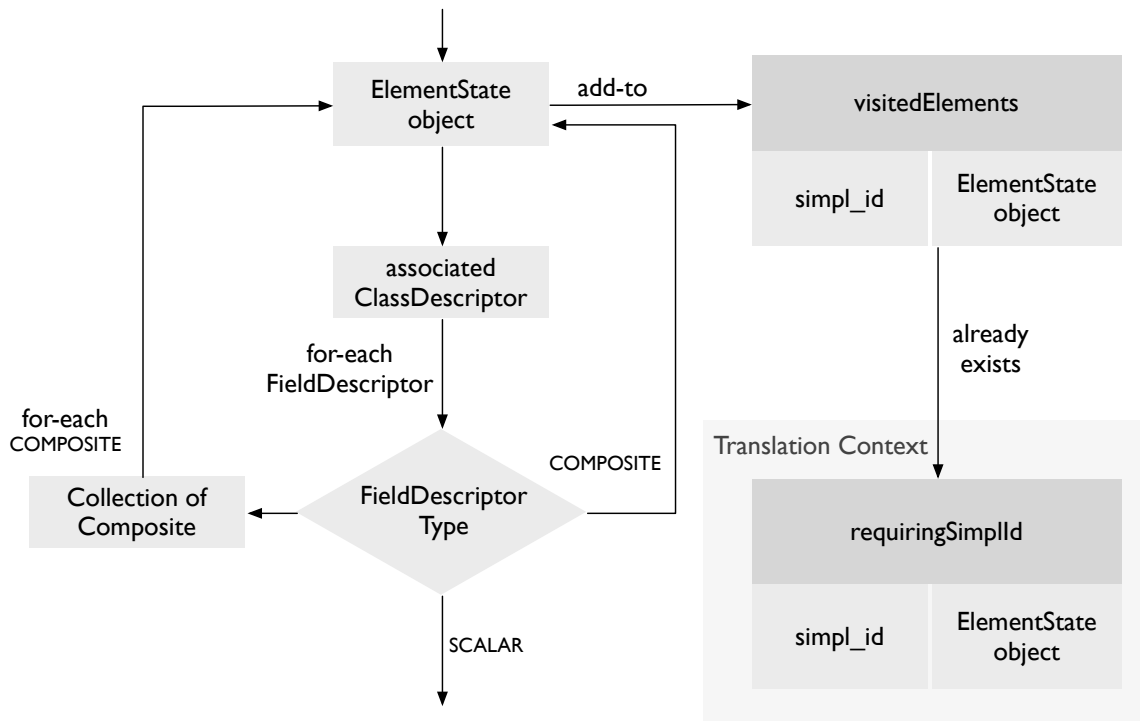 ElementState
object
add-to
visitedElements
simpl_id
ElementState
object
associated
ClassDescriptor
for-each
FieldDescriptor
already
exists
for-each
COMPOSITE
Translation Context
COMPOSITE
Collection of
Composite
FieldDescriptor
Type
requiringSimplId
simpl_id
ElementState
object
SCALAR